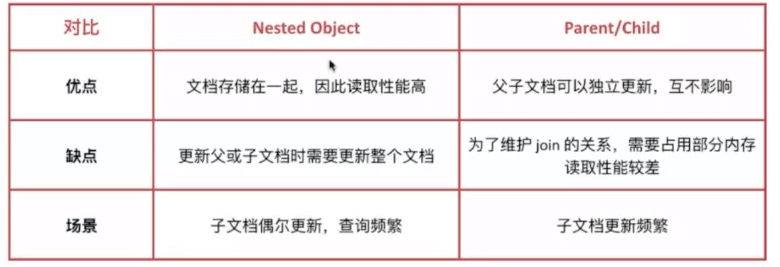 对比
Nested Object
Parent/Child
优点
文档存储在一起，因此读取性能高
父子文档可以独立更新，互不影响
缺点
更新父或子文档时需要更新整个文档
为了维护 join 的关系，需要占用部分内存
读取性能较差
场景
子文档偶尔更新，查询频繁
子文档更新频繁